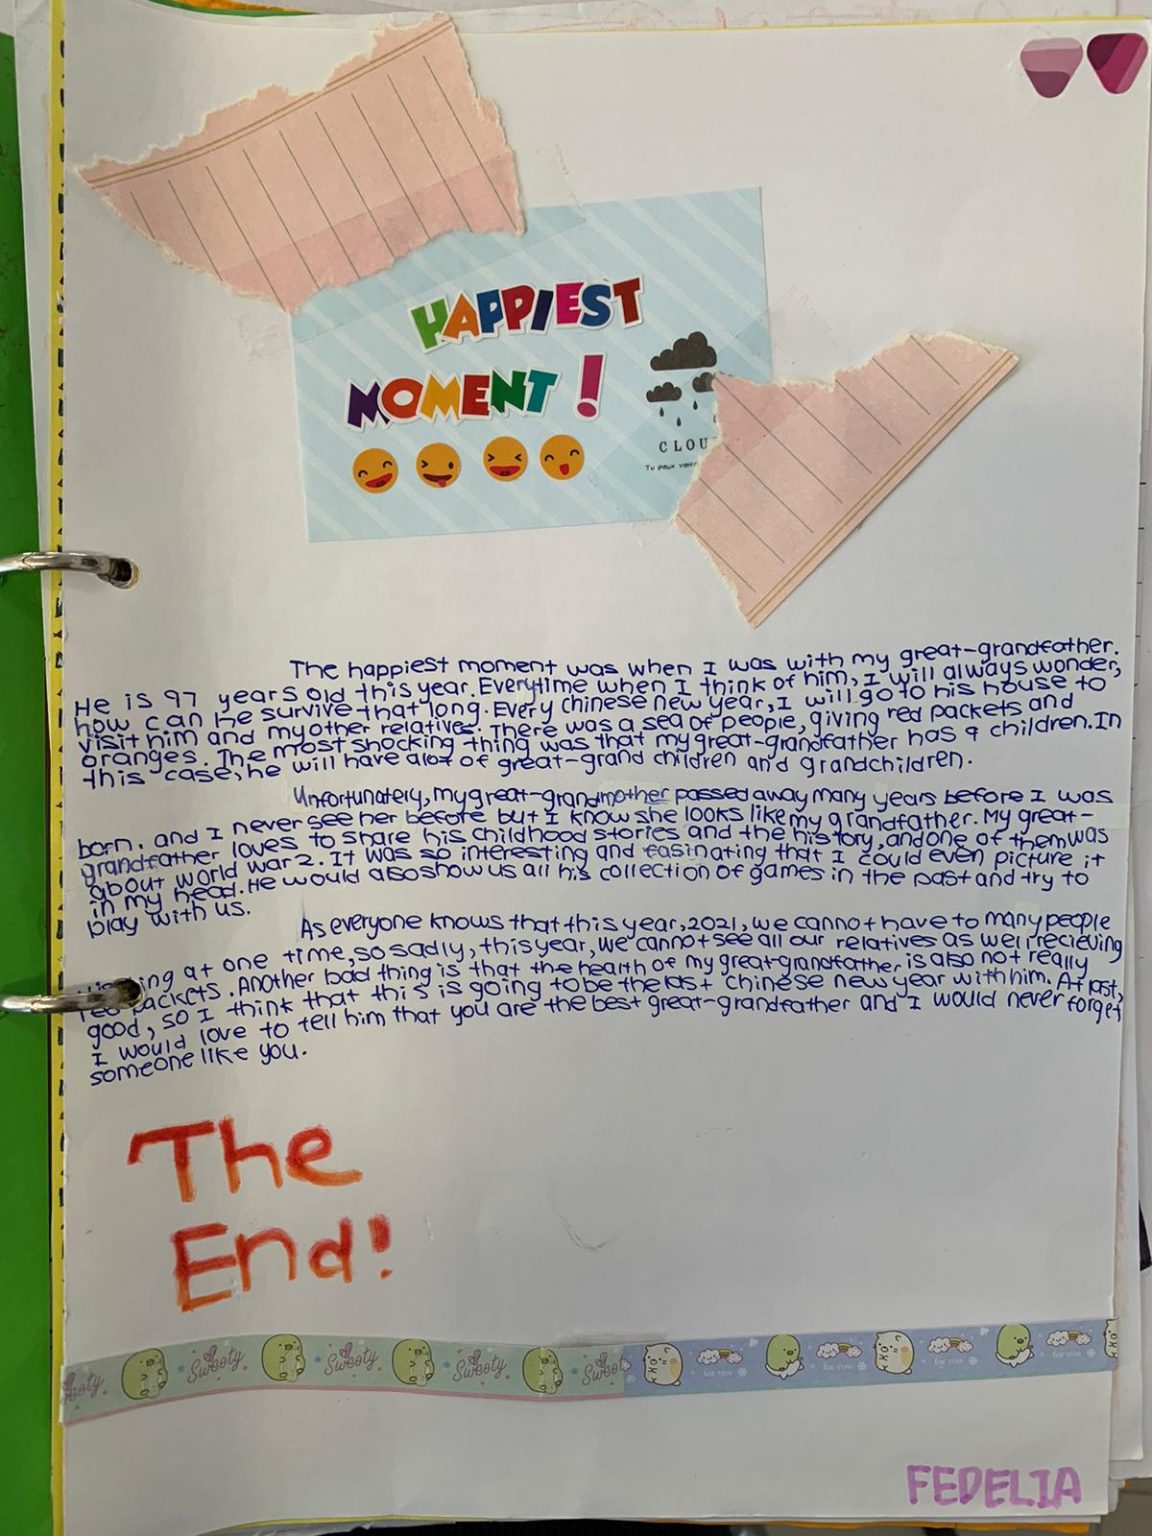 HAPPIEST
MOMENT!
CLOU
Tu peux
The happiest moment was when I was with my great-grandfather.
He is 97 years old this year. Everytime when I think of him, I will always wonder,
how can he survive that long. Every chinese new year, I will go to his house to
visit him and my other relatives. There was a sea of people, giving red packets and
oranges. The most shocking thing was that my great-grandfather has 9 children. In
this case, he will have alot of great-grand children and grandchildren.
Unfortunately, my great-grandmother passed away many years before I was
born, and I never see her before but I know she looks like my grandfather. My great-
grandfather loves to share his childhood stories and the history, and one of them was
about world war 2. It was so interesting and fasinating that I could even picture it
in my head. He would also show us all his collection of games in the past and try to
play with us.
As everyone knows that this year, 2021, we cannot have to many people
at one time, so sadly, this year, we cannot see all our relatives as well recieving
red packets. Another bad thing is that the health of my great-grandfather is also not really
good, so I think that this is going to be the last chinese new year with him. At last,
I would love to tell him that you are the best great-grandfather and I would never forget
someone like you.
The
End!
Swooty Swooty Swooty Swoot for you for you for you
FEDELIA